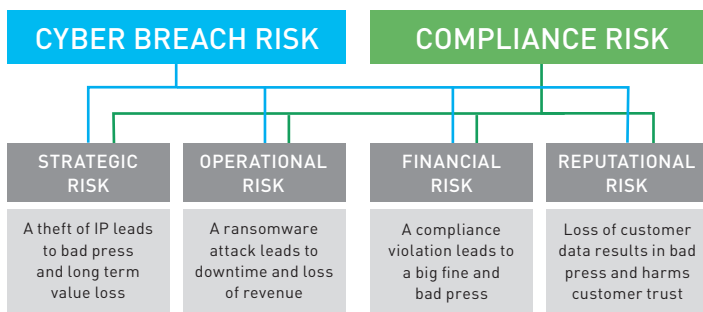 CYBER BREACH RISK
COMPLIANCE RISK
STRATEGIC
RISK
OPERATIONAL
RISK
FINANCIAL
RISK
REPUTATIONAL
RISK
A theft of IP leads
to bad press
and long term
value loss
A ransomware
attack leads to
downtime and loss
of revenue
A compliance
violation leads to
a big fine and
bad press
Loss of customer
data results in bad
press and harms
customer trust